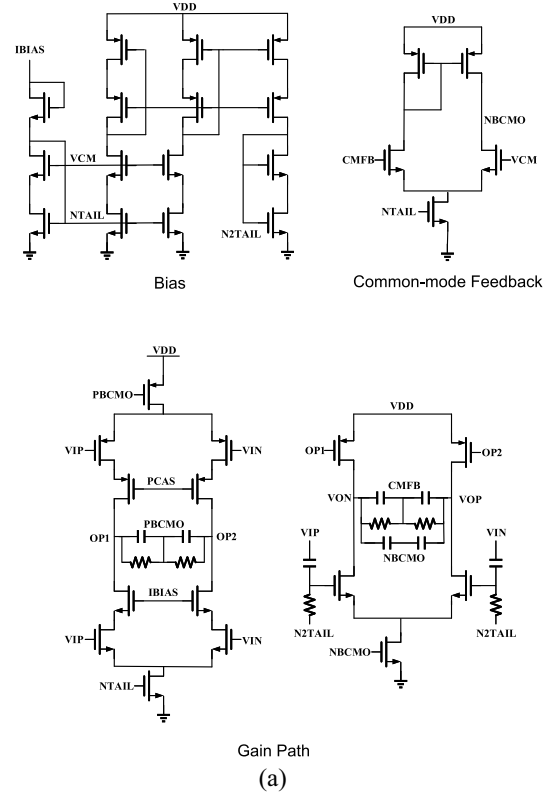 VDD
IBIAS
VCM
NTAIL
N2TAIL
Bias
VDD
NBCMO
CMFB
VCM
NTAIL
Common-mode Feedback
VDD
PBCMO
VIP
VIN
PCAS
OP1
PBCMO
OP2
IBIAS
VIP
VIN
NTAIL
VDD
OP1
OP2
CMFB
VON
VOP
VIP
VIN
NBCMO
N2TAIL
N2TAIL
NBCMO
Gain Path
(a)